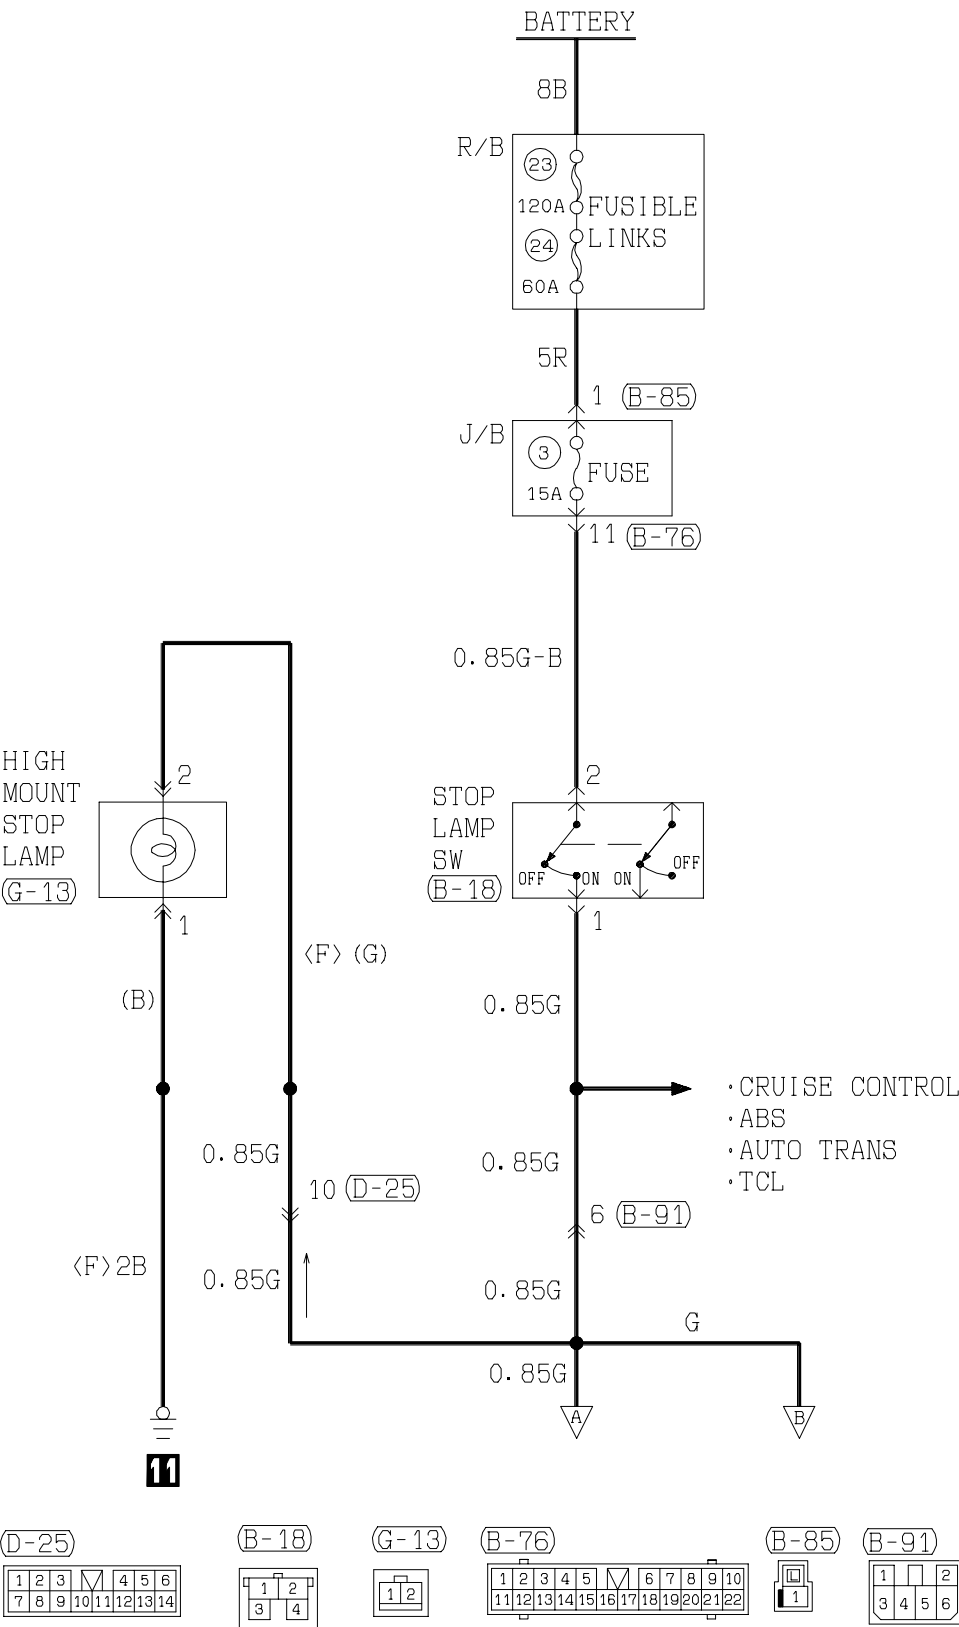 BATTERY
8B
R/B
23
120A
FUSIBLE
LINKS
24
60A
5R
1 (B-85)
J/B
3
FUSE
15A
11 (B-76)
0.85G-B
HIGH
MOUNT
STOP
LAMP
(G-13)
2
1
STOP
LAMP
SW
(B-18)
2
OFF
ON
ON
OFF
1
<F>(G)
(B)
0.85G
·CRUISE CONTROL
·ABS
·AUTO TRANS
·TCL
0.85G
0.85G
10 (D-25)
6 (B-91)
<F>2B
0.85G
0.85G
G
0.85G
A
B
11
(D-25)
1 2 3 4 5 6
7 8 9 10 11 12 13 14
(B-18)
1 2
3 4
(G-13)
1 2
(B-76)
1 2 3 4 5 6 7 8 9 10
11 12 13 14 15 16 17 18 19 20 21 22
(B-85)
L
1
(B-91)
1 2
3 4 5 6